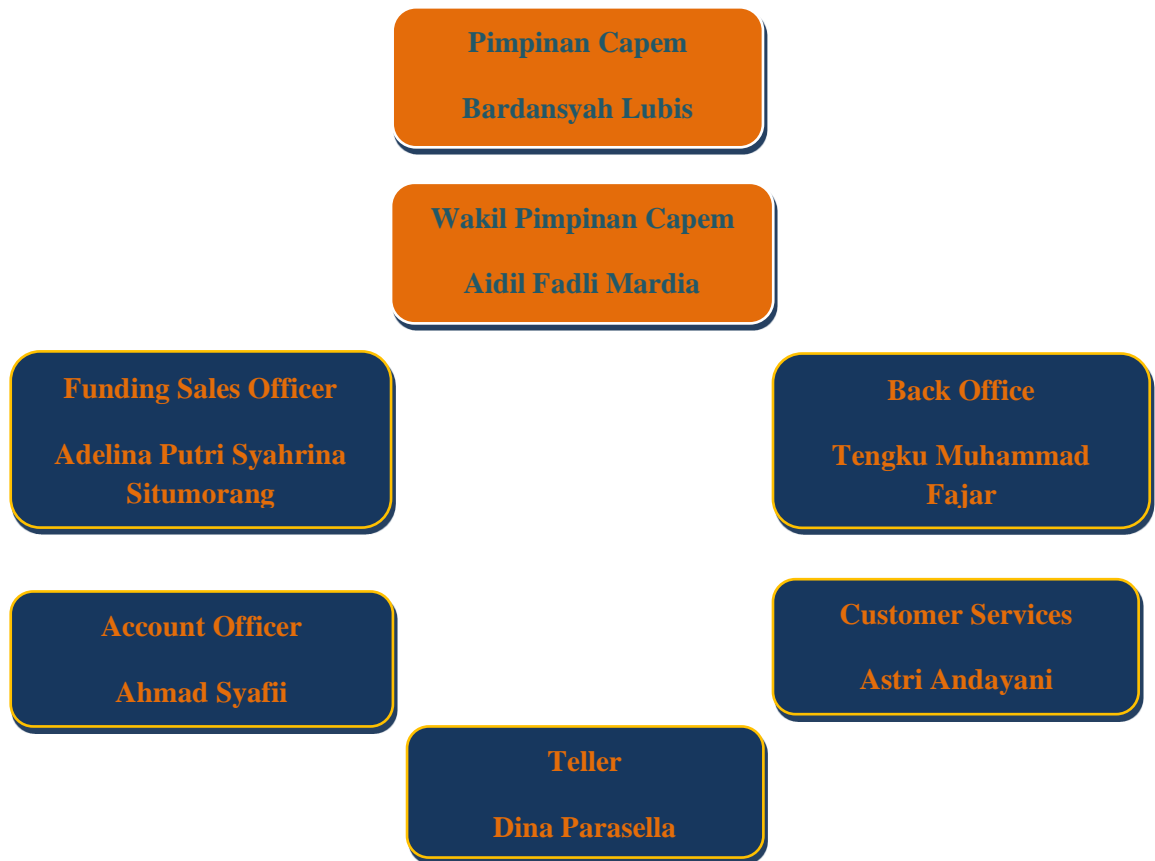 Pimpinan Capem
Bardansyah Lubis
Wakil Pimpinan Capem
Aidil Fadli Mardia
Funding Sales Officer
Adelina Putri Syahrina
Situmorang
Back Office
Tengku Muhammad
Fajar
Account Officer
Ahmad Syafii
Customer Services
Astri Andayani
Teller
Dina Parasella